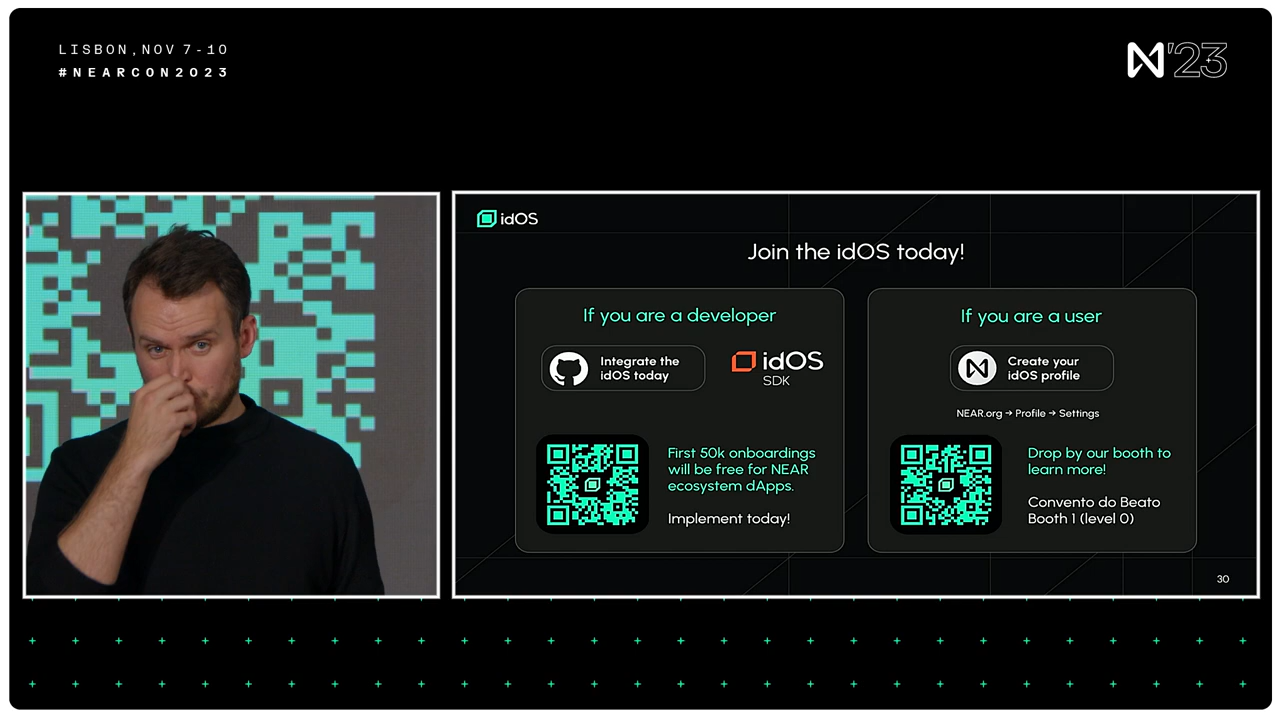 LISBON, NOV 7-10
#NEARCON2023
'23
idOS
Join the idOS today!
If you are a developer
Integrate the
idOS today
idOS
SDK
First 50k onboardings
will be free for NEAR
ecosystem dApps.
Implement today!
If you are a user
Create your
idOS profile
NEAR.org → Profile → Settings
Drop by our booth to
learn more!
Convento do Beato
Booth 1 (level 0)
30